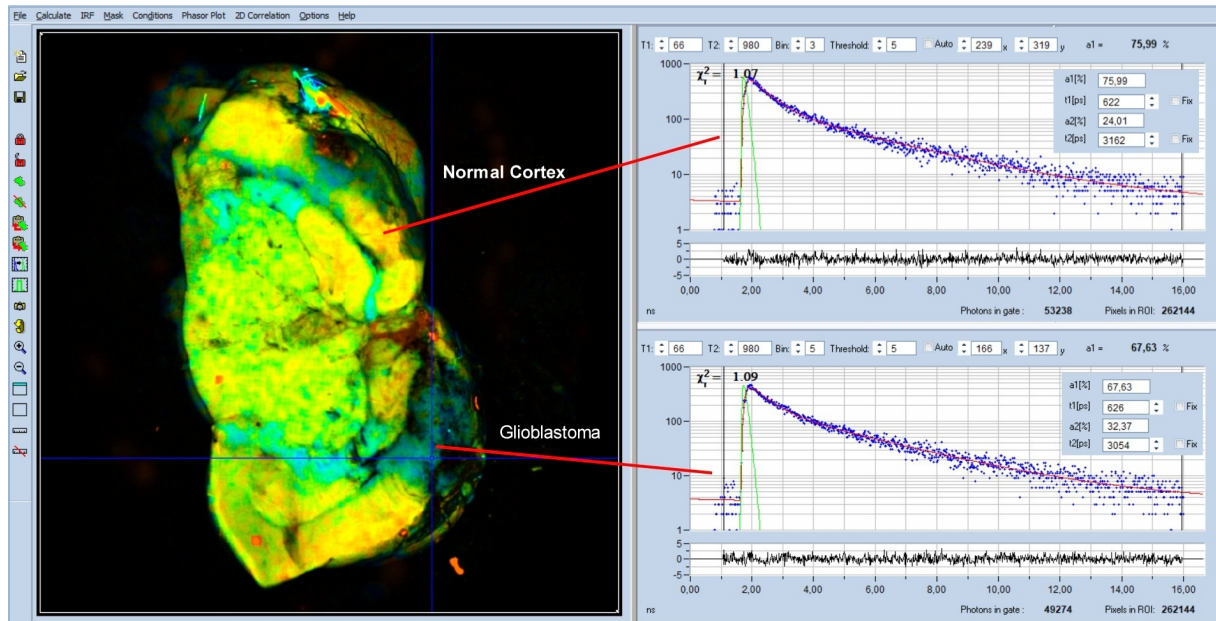 File Calculate IRF Mask Conditions Phasor Plot 2D Correlation Options Help
Normal Cortex
Glioblastoma
T1: 66 T2: 980 Bin: 3 Threshold: 5 Auto 239 x 319 y a1 = 75,99 %
χ²r = 1.07
a1[%] 75,99
t1[ps] 622 Fix
a2[%] 24,01
t2[ps] 3162 Fix
1000
100
10
1
5
0
-5
0,00 2,00 4,00 6,00 8,00 10,00 12,00 14,00 16,00
ns Photons in gate : 53238 Pixels in ROI: 262144
T1: 66 T2: 980 Bin: 5 Threshold: 5 Auto 166 x 137 y a1 = 67,63 %
χ²r = 1.09
a1[%] 67,63
t1[ps] 626 Fix
a2[%] 32,37
t2[ps] 3054 Fix
1000
100
10
1
5
0
-5
0,00 2,00 4,00 6,00 8,00 10,00 12,00 14,00 16,00
ns Photons in gate : 49274 Pixels in ROI: 262144